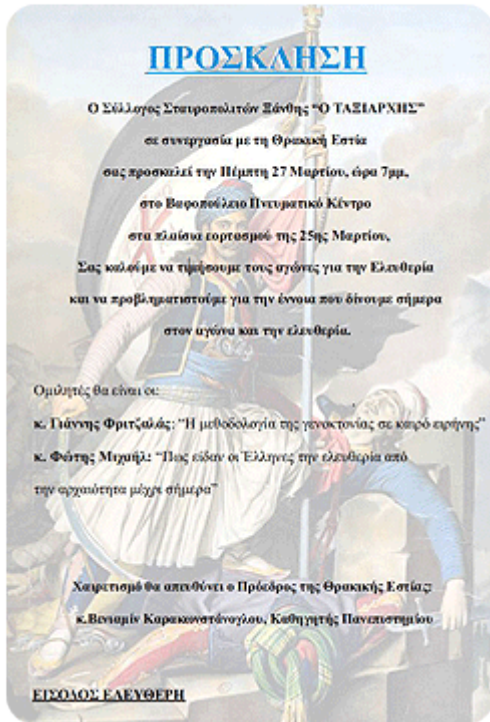 ΠΡΟΣΚΛΗΣΗ
Ο Σύλλογος Σταυροπολιτών Ξάνθης “Ο ΤΑΞΙΑΡΧΗΣ”
σε συνεργασία με τη Θρακική Εστία
σας προσκαλεί την Πέμπτη 27 Μαρτίου, ώρα 7μμ,
στο Βαφοπούλειο Πνευματικό Κέντρο
στα πλαίσια εορτασμού της 25ης Μαρτίου,
Σας καλούμε να τιμήσουμε τους αγώνες για την Ελευθερία
και να προβληματιστούμε για την έννοια που δίνουμε σήμερα
στον αγώνα και την ελευθερία.
Ομιλητές θα είναι οι:
κ. Γιάννης Φριτζαλάς: “Η μεθοδολογία της γενοκτονίας σε καιρό ειρήνης”
κ. Φώτης Μιχαήλ: “Πως είδαν οι Έλληνες την ελευθερία από
την αρχαιότητα μέχρι σήμερα”
Χαιρετισμό θα απευθύνει ο Πρόεδρος της Θρακικής Εστίας:
κ.Βενιαμίν Καρακωστάνογλου, Καθηγητής Πανεπιστημίου
ΕΙΣΟΔΟΣ ΕΛΕΥΘΕΡΗ